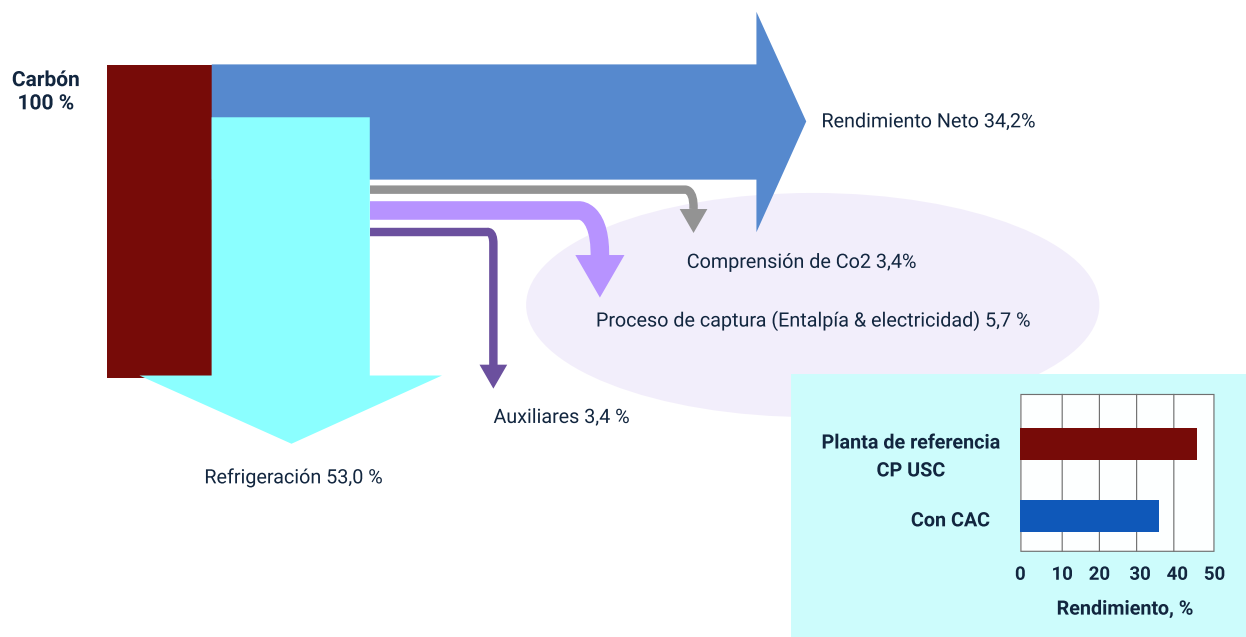 Carbón
100 %
Rendimiento Neto 34,2%
Comprensión de Co2 3,4%
Proceso de captura (Entalpía & electricidad) 5,7 %
Auxiliares 3,4 %
Refrigeración 53,0 %
Planta de referencia
CP USC
Con CAC
0 10 20 30 40 50
Rendimiento, %